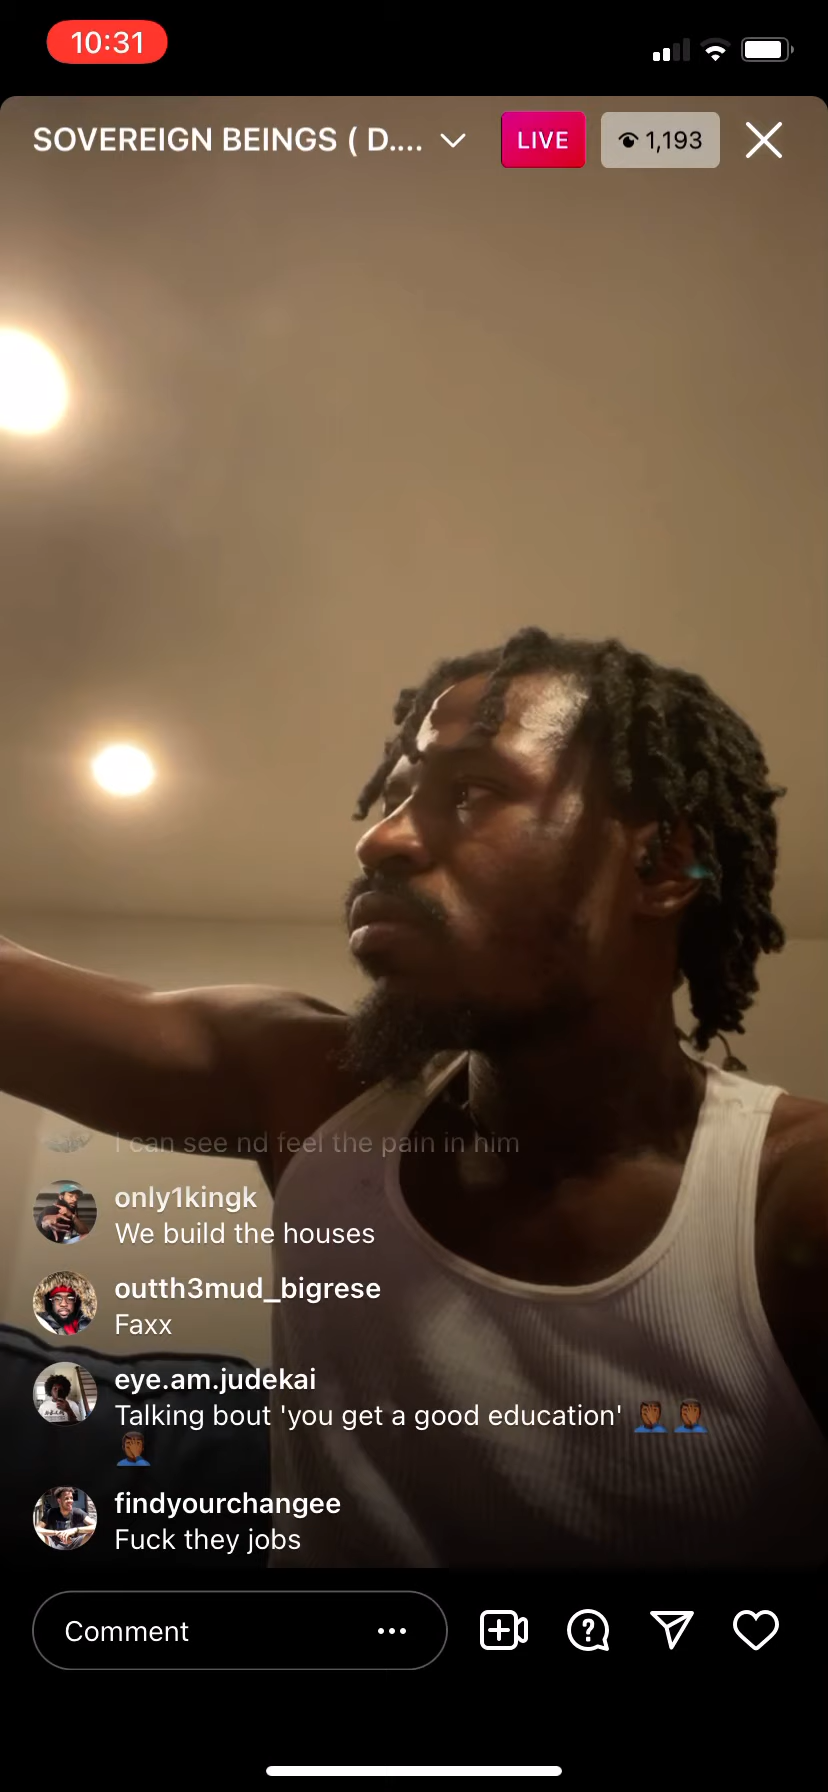 10:31
SOVEREIGN BEINGS ( D....
LIVE
1,193
I can see nd feel the pain in him
only1kingk
We build the houses
outth3mud_bigrese
Faxx
eye.am.judekai
Talking bout 'you get a good education' 🤦🏾‍♂️🤦🏾‍♂️
🤦🏾‍♂️
findyourchangee
Fuck they jobs
Comment